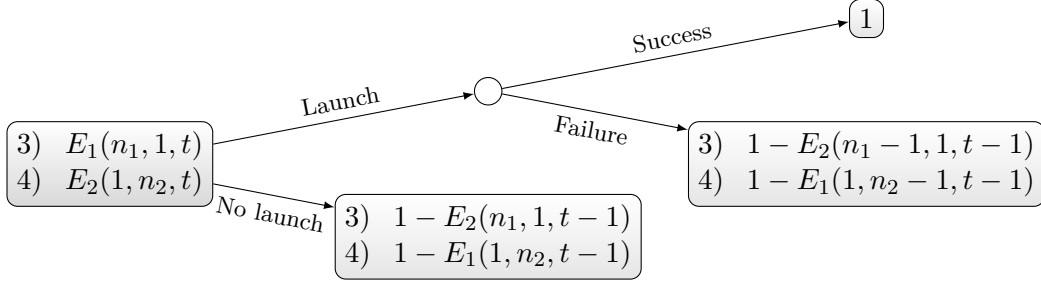 1
Success
Launch
3) $E_1(n_1, 1, t)$
4) $E_2(1, n_2, t)$
Failure
3) $1 - E_2(n_1 - 1, 1, t - 1)$
4) $1 - E_1(1, n_2 - 1, t - 1)$
No launch
3) $1 - E_2(n_1, 1, t - 1)$
4) $1 - E_1(1, n_2, t - 1)$